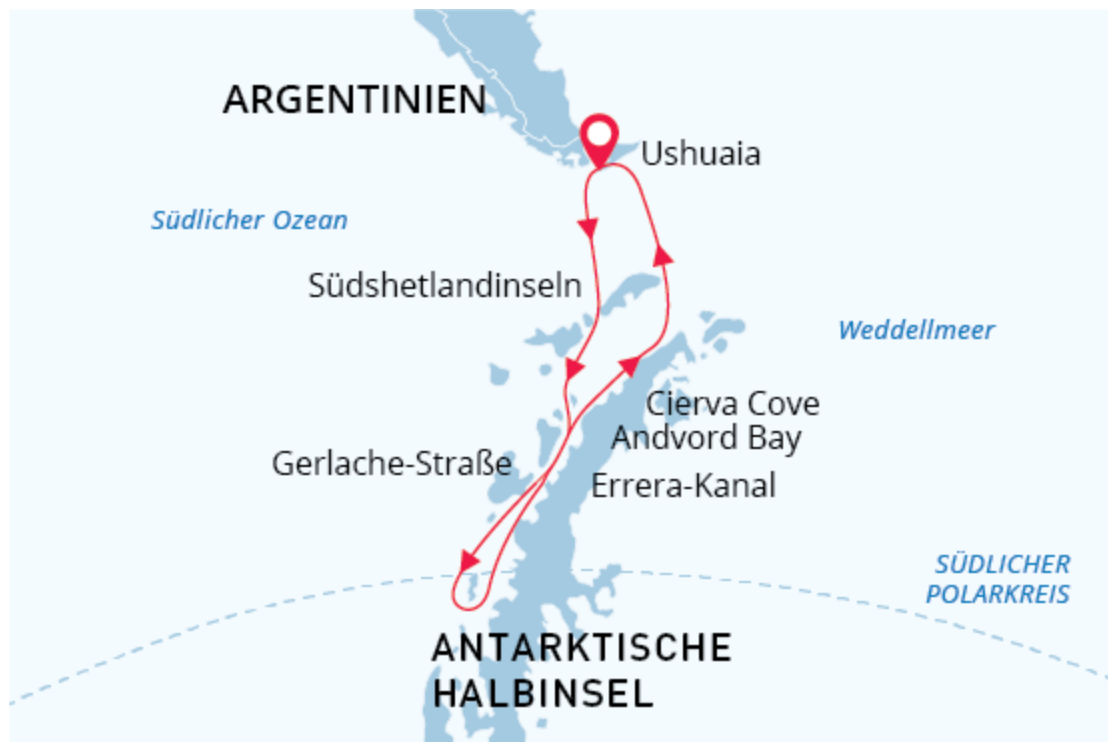 ARGENTINIEN
Ushuaia
Südlicher Ozean
Südshetlandinseln
Weddellmeer
Cierva Cove
Andvord Bay
Gerlache-Straße
Errera-Kanal
SÜDLICHER
POLARKREIS
ANTARKTISCHE
HALBINSEL